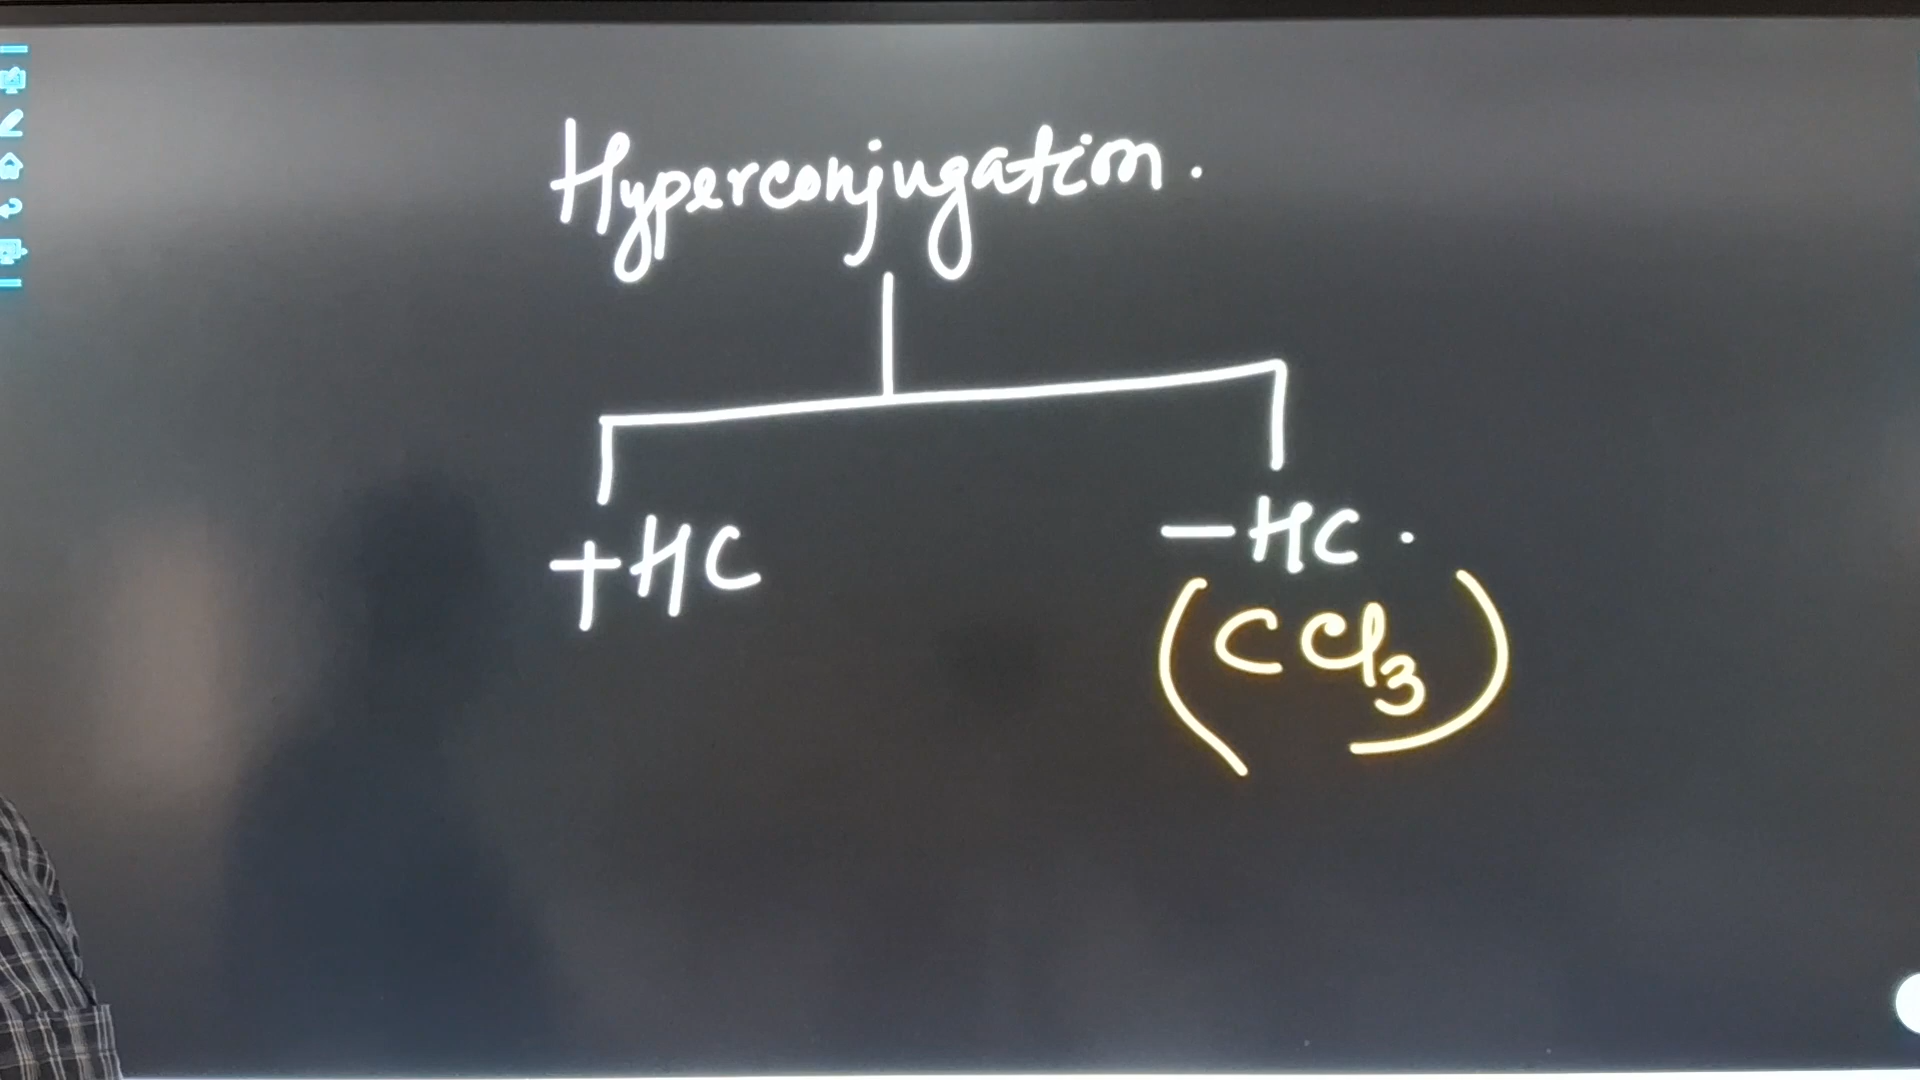 Hyperconjugation.
+HC
-HC.
(CCl₃)